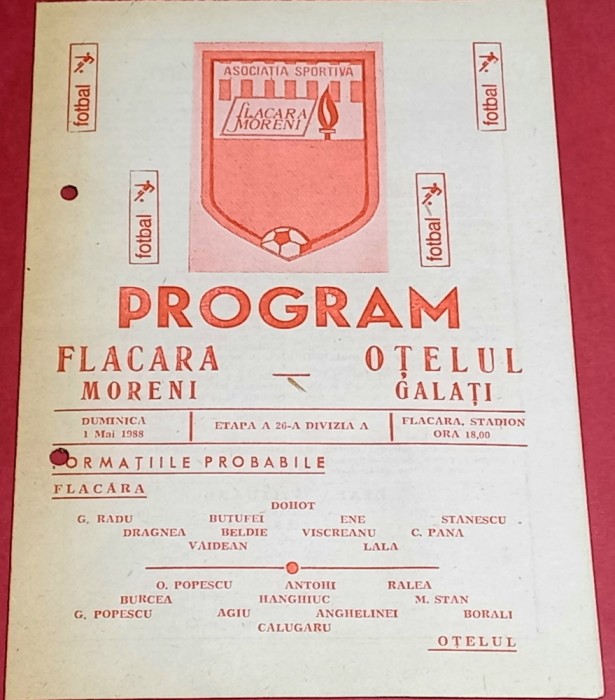 fotbal
fotbal
ASOCIATIA SPORTIVA
FLACARA
MORENI
fotbal
fotbal
PROGRAM
FLACARA — OȚELUL
MORENI GALAȚI
DUMINICA
1 Mai 1988
ETAPA A 26-A DIVIZIA A
FLACARA, STADION
ORA 18,00
FORMAȚIILE PROBABILE
FLACĂRA
DOHOT
G. RADU BUTUFEI ENE STANESCU
DRAGNEA BELDIE VISCREANU C. PANA
VAIDEAN LALA
O. POPESCU ANTOHI RALEA
BURCEA HANGHIUC M. STAN
G. POPESCU AGIU ANGHELINEI BORALI
CALUGARU
OȚELUL